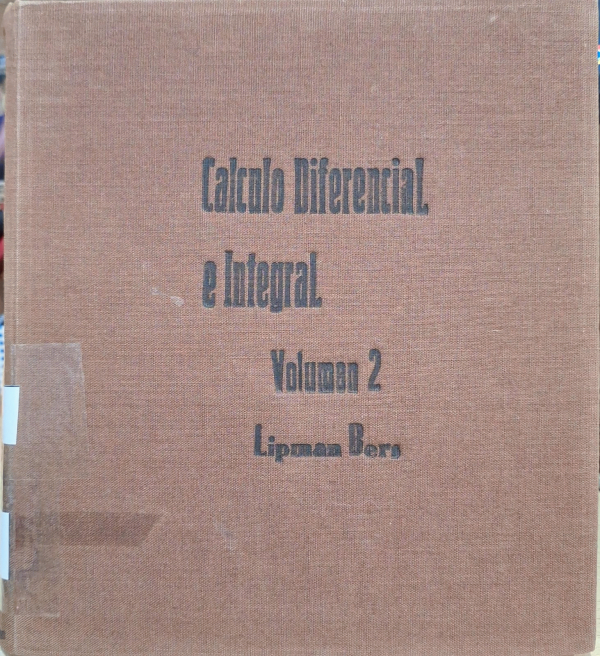 Calculo Diferencial
e Integral
Volumen 2
Lipman Bers